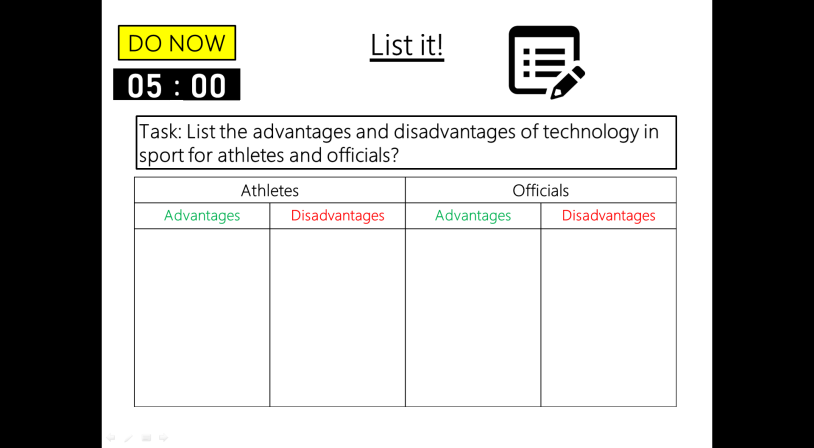 DO NOW
List it!
05 : 00
Task: List the advantages and disadvantages of technology in
sport for athletes and officials?
Athletes Officials
Advantages Disadvantages Advantages Disadvantages